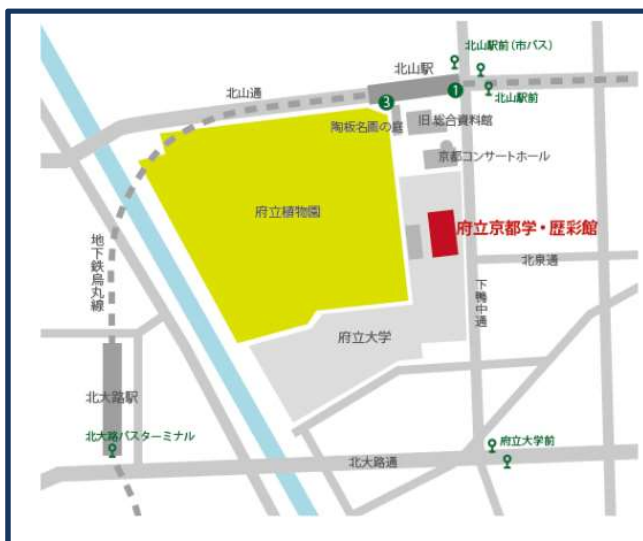 北山駅前(市バス)
北山駅
北山通
3
1
北山駅前
陶板名画の庭
旧 総合資料館
京都コンサートホール
府立植物園
府立京都学・歴彩館
地下鉄烏丸線
北泉通
下鴨中通
府立大学
北大路駅
北大路バスターミナル
府立大学前
北大路通